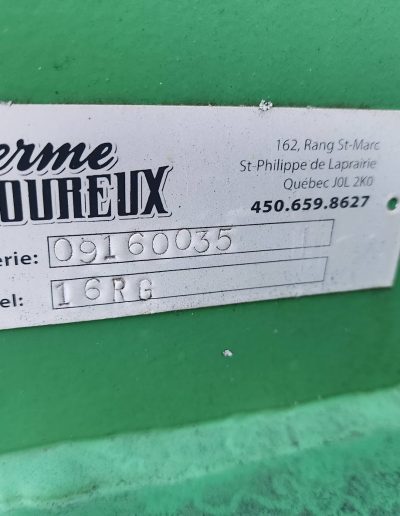 erme
OUREUX
162, Rang St-Marc
St-Philippe de Laprairie
Québec J0L 2K0
450.659.8627
érie: 09160035
el: 16RG